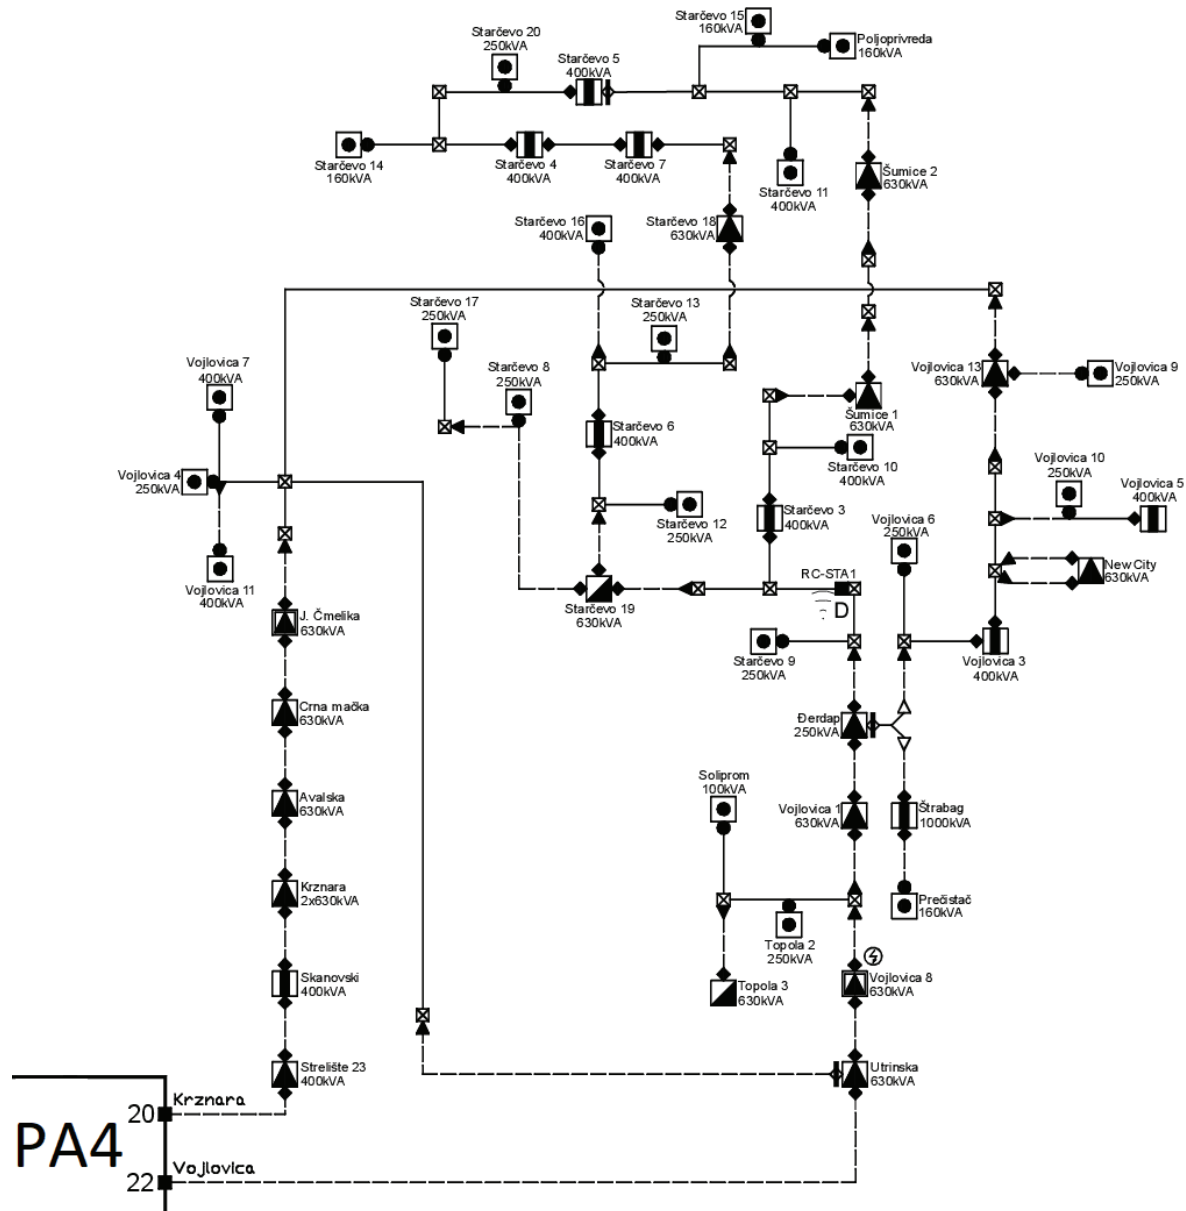 Starčevo 15
160kVA
Starčevo 20
250kVA
Poljoprivreda
160kVA
Starčevo 5
400kVA
Starčevo 14
160kVA
Starčevo 4
400kVA
Starčevo 7
400kVA
Starčevo 11
400kVA
Šumice 2
630kVA
Starčevo 16
400kVA
Starčevo 18
630kVA
Starčevo 17
250kVA
Starčevo 13
250kVA
Vojlovica 7
400kVA
Starčevo 8
250kVA
Vojlovica 13
630kVA
Vojlovica 9
250kVA
Šumice 1
630kVA
Starčevo 6
400kVA
Starčevo 10
400kVA
Vojlovica 4
250kVA
Vojlovica 10
250kVA
Vojlovica 5
400kVA
Starčevo 12
250kVA
Starčevo 3
400kVA
Vojlovica 6
250kVA
Vojlovica 11
400kVA
New City
630kVA
RC-STA1
D
Starčevo 19
630kVA
J. Čmelika
630kVA
Starčevo 9
250kVA
Vojlovica 3
400kVA
Crna mačka
630kVA
Đerdap
250kVA
Soliprom
100kVA
Avalska
630kVA
Vojlovica 1
630kVA
Štrabag
1000kVA
Krznara
2x630kVA
Prečistač
160kVA
Topola 2
250kVA
Skanovski
400kVA
Topola 3
630kVA
Vojlovica 8
630kVA
Strelište 23
400kVA
Utrinska
630kVA
Krznara
20
PA4
Vojlovica
22